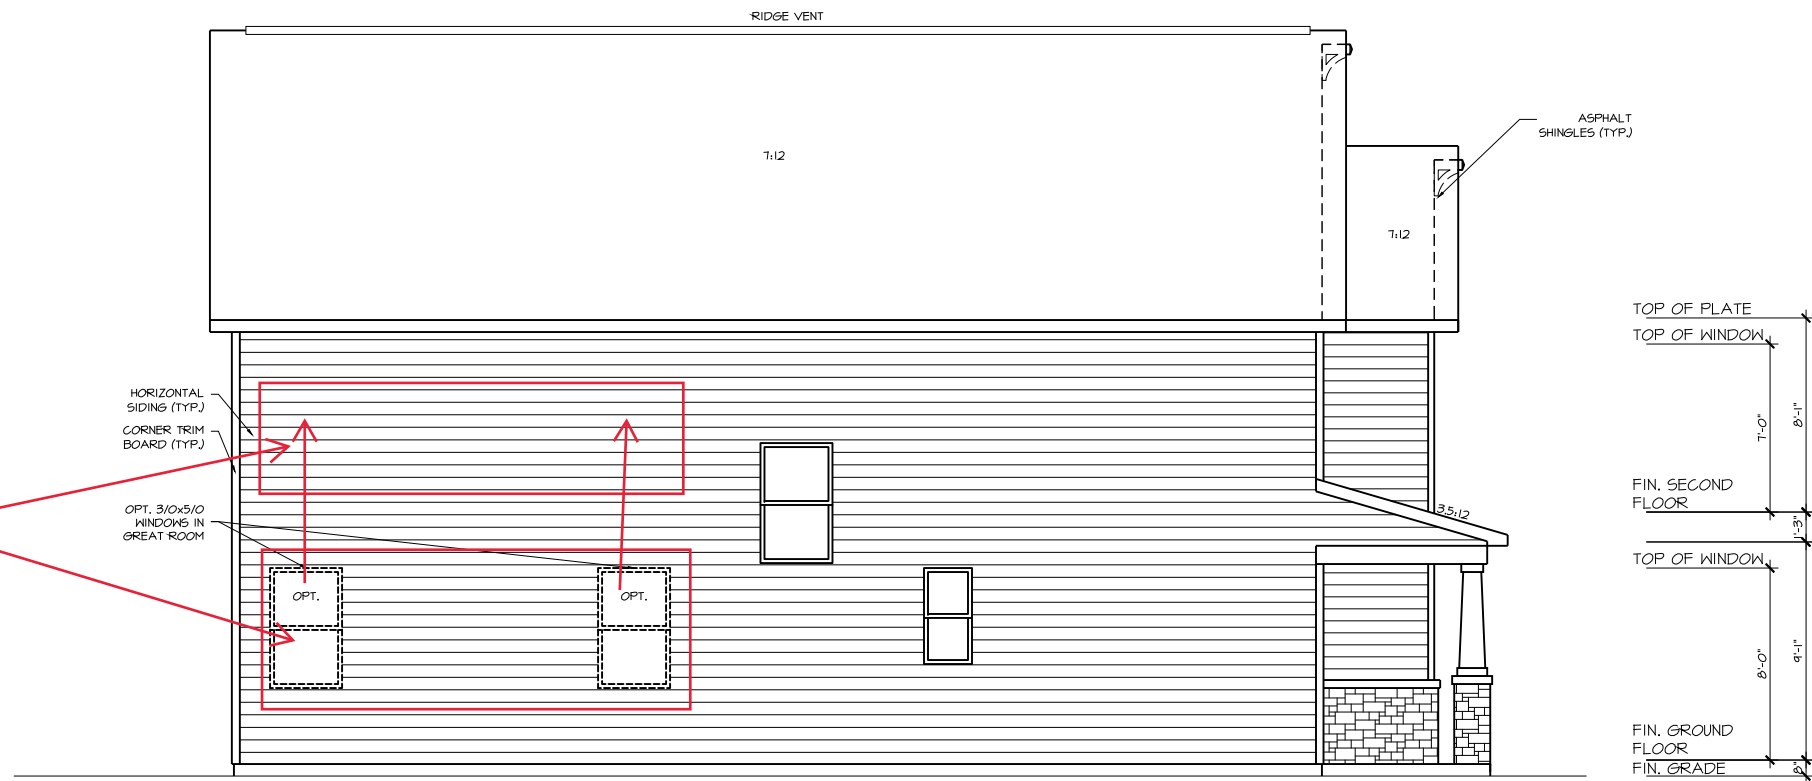 RIDGE VENT
ASPHALT
SHINGLES (TYP.)
7:12
7:12
TOP OF PLATE
TOP OF WINDOW
HORIZONTAL
SIDING (TYP.)
CORNER TRIM
BOARD (TYP.)
7'-0"
8'-1"
FIN. SECOND
FLOOR
3.5:12
OPT. 3/0x5/0
WINDOWS IN
GREAT ROOM
1'-3"
TOP OF WINDOW
OPT.
OPT.
8'-0"
9'-1"
FIN. GROUND
FLOOR
FIN. GRADE
8"